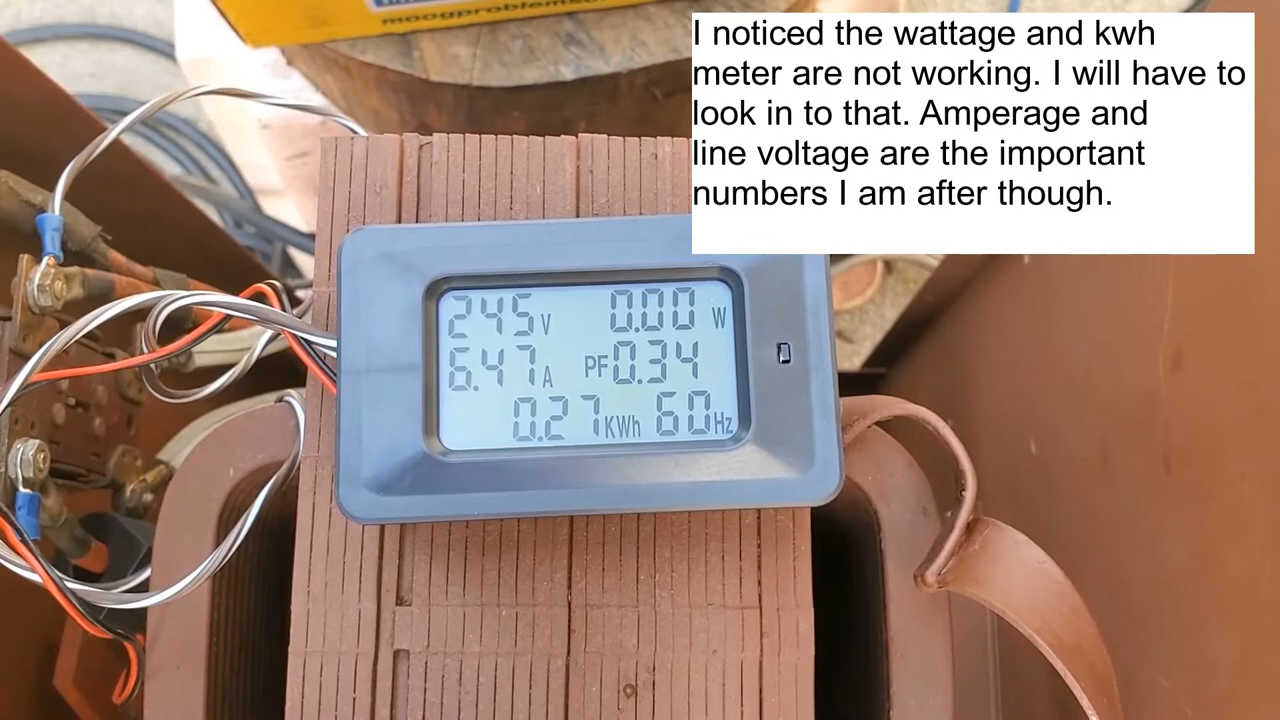 moogproblemso
I noticed the wattage and kwh
meter are not working. I will have to
look in to that. Amperage and
line voltage are the important
numbers I am after though.
245 V 0.00 W
6.47 A PF 0.34
0.27 KWh 60 Hz